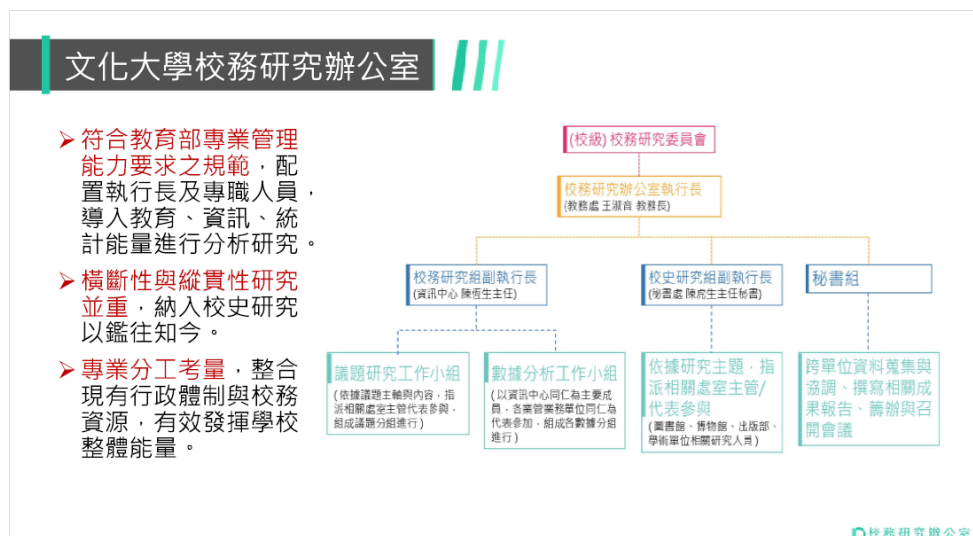 文化大學校務研究辦公室
符合教育部專業管理
能力要求之規範，配
置執行長及專職人員，
導入教育、資訊、統
計能量進行分析研究。
橫斷性與縱貫性研究
並重，納入校史研究
以鑑往知今。
專業分工考量，整合
現有行政體制與校務
資源，有效發揮學校
整體能量。
(校級) 校務研究委員會
校務研究辦公室執行長
(教務處 王淑音 教務長)
校務研究組副執行長
(資訊中心 陳恆生主任)
校史研究組副執行長
(秘書處 陳虎生主任秘書)
秘書組
議題研究工作小組
(依據議題主軸與內容，指
派相關處室主管代表參與，
組成議題分組進行)
數據分析工作小組
(以資訊中心同仁為主要成
員，各業管業務單位同仁為
代表參加，組成各數據分組
進行)
依據研究主題，指
派相關處室主管/
代表參與
(圖書館、博物館、出版部、
學術單位相關研究人員)
跨單位資料蒐集與
協調、撰寫相關成
果報告、籌辦與召
開會議
校務研究辦公室